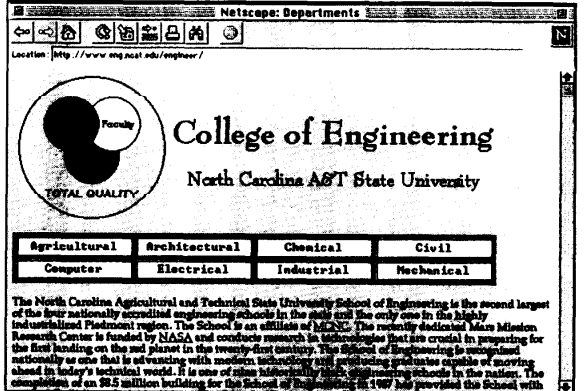 Netscape: Departments
Location: http://www.eng.ncat.edu/engineer/
Faculty
TOTAL QUALITY
College of Engineering
North Carolina A&T State University
Agricultural Architectural Chemical Civil
Computer Electrical Industrial Mechanical
The North Carolina Agricultural and Technical State University School of Engineering is the second largest
of the four nationally accredited engineering schools in the state and the only one in the highly
industrialized Piedmont region. The School is an affiliate of MCNC. The recently dedicated Mars Mission
Research Center is funded by NASA and conducts research in technologies that are crucial in preparing for
the first landing on the red planet in the twenty-first century. The School of Engineering is recognized
nationally as one that is advancing with modern technology and producing graduates capable of moving
ahead in today's technical world. It is one of nine historically black engineering schools in the nation. The
completion of an $8.5 million building for the School of Engineering in 1987 has provided the School with